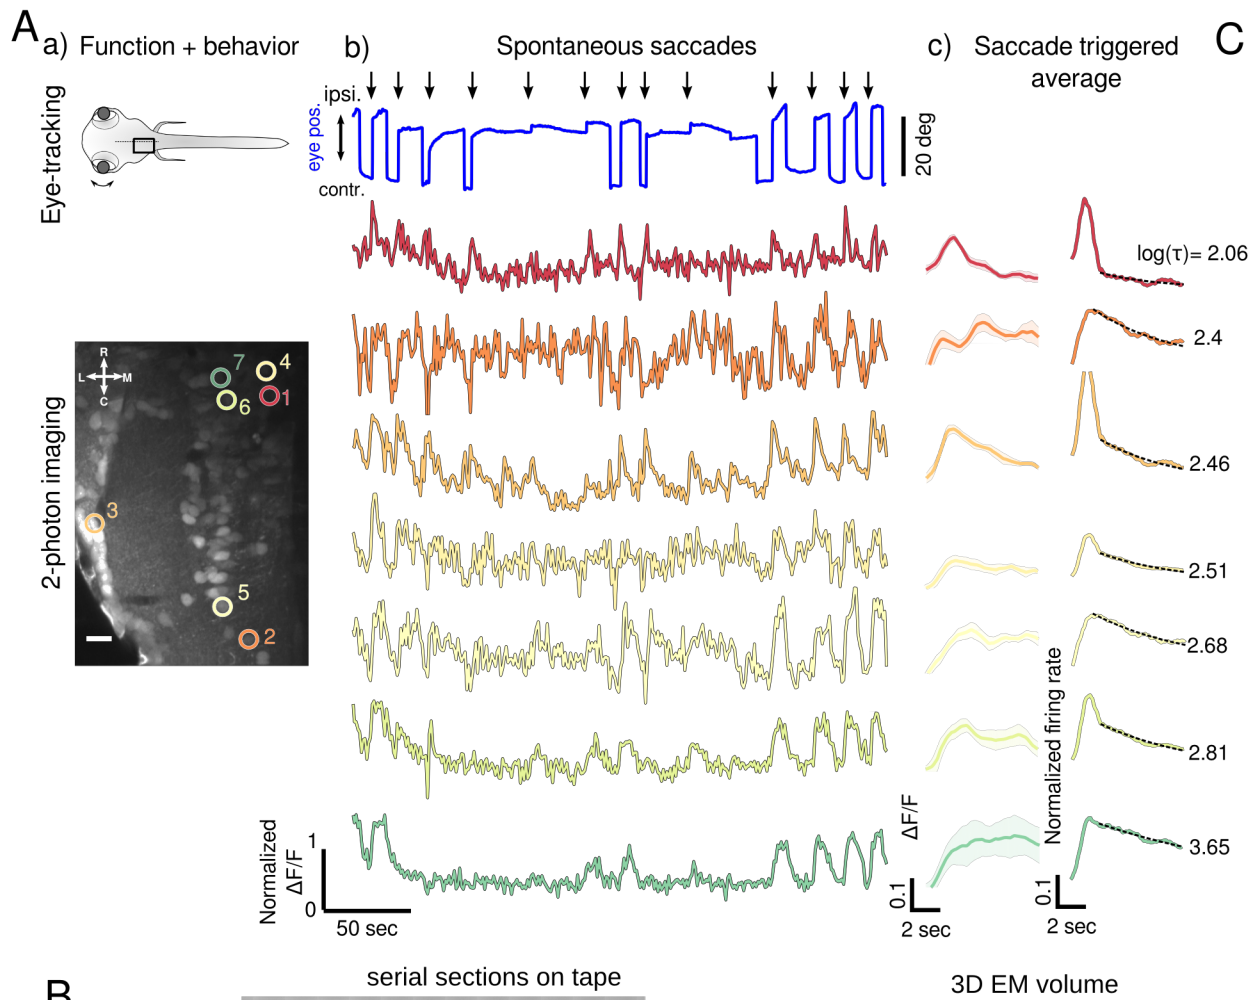 A
a) Function + behavior
b) Spontaneous saccades
c) Saccade triggered
average
C
Eye-tracking
ipsi.
eye pos.
contr.
20 deg
log(τ)= 2.06
2.4
2.46
2.51
2.68
2.81
3.65
2-photon imaging
R
L M
C
7
4
6
1
3
5
2
Normalized
ΔF/F
1
0
50 sec
ΔF/F
0.1
2 sec
Normalized firing rate
0.1
2 sec
B
serial sections on tape
3D EM volume